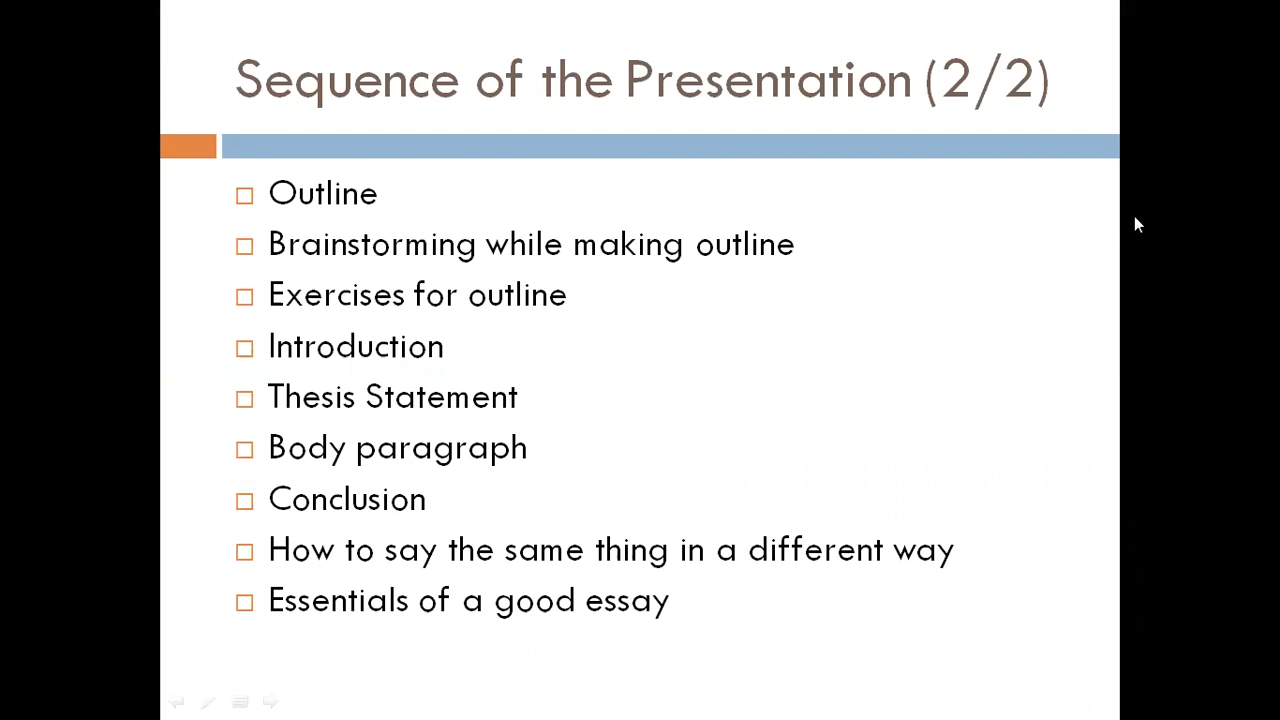 Sequence of the Presentation (2/2)
Outline
Brainstorming while making outline
Exercises for outline
Introduction
Thesis Statement
Body paragraph
Conclusion
How to say the same thing in a different way
Essentials of a good essay